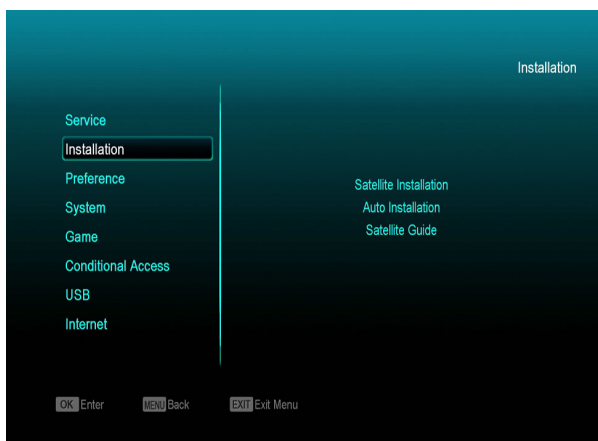 Installation
Service
Installation
Preference
System
Game
Conditional Access
USB
Internet
Satellite Installation
Auto Installation
Satellite Guide
OK Enter MENU Back EXIT Exit Menu